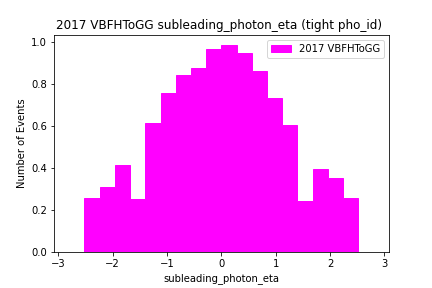 2017 VBFHToGG subleading_photon_eta (tight pho_id)
2017 VBFHToGG
Number of Events
1.0
0.8
0.6
0.4
0.2
0.0
−3 −2 −1 0 1 2 3
subleading_photon_eta